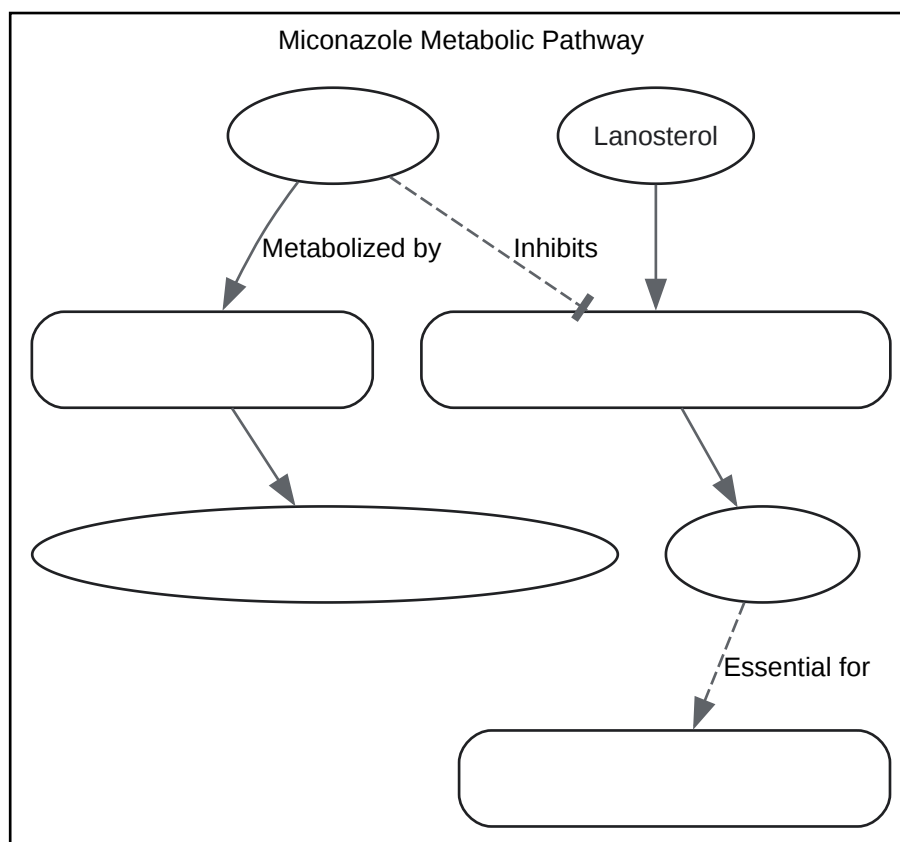 Miconazole Metabolic Pathway
Lanosterol
Metabolized by
Inhibits
Essential for